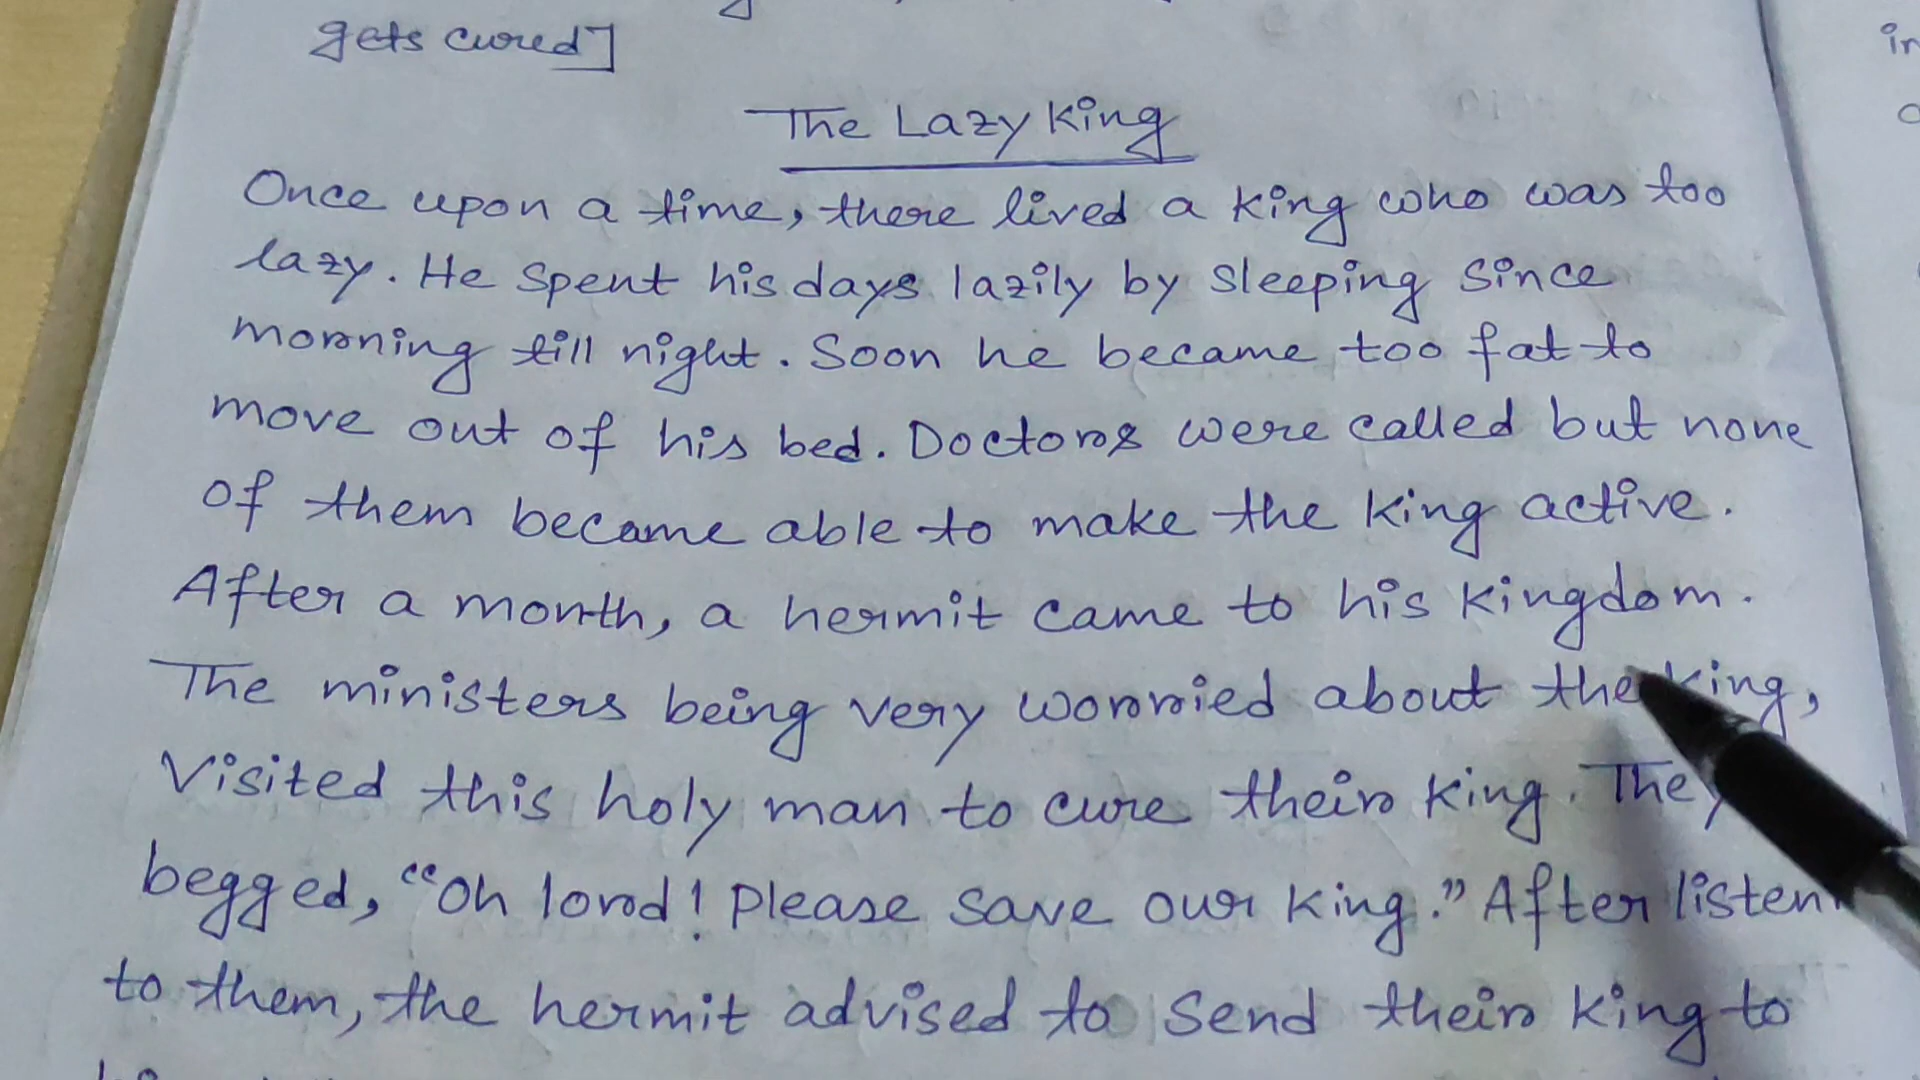 gets cured]
The Lazy King
Once upon a time, there lived a king who was too
lazy. He spent his days lazily by sleeping since
morning till night. Soon he became too fat to
move out of his bed. Doctors were called but none
of them became able to make the king active.
After a month, a hermit came to his kingdom.
The ministers being very worried about the king,
Visited this holy man to cure their king. They
begged, "Oh lord! Please save our king." After
to them, the hermit advised to send their king to
in